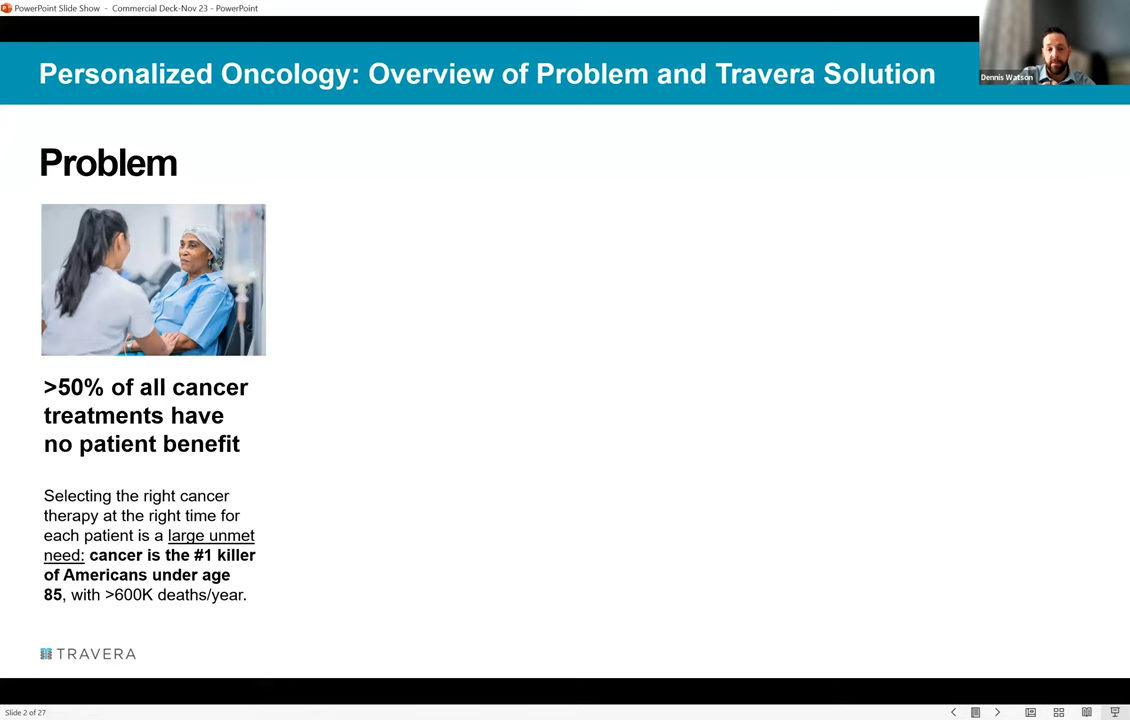 PowerPoint Slide Show - Commercial Deck-Nov 23 - PowerPoint
Personalized Oncology: Overview of Problem and Travera Solution
Dennis Watson
Problem
>50% of all cancer
treatments have
no patient benefit
Selecting the right cancer
therapy at the right time for
each patient is a large unmet
need: cancer is the #1 killer
of Americans under age
85, with >600K deaths/year.
TRAVERA
Slide 2 of 27